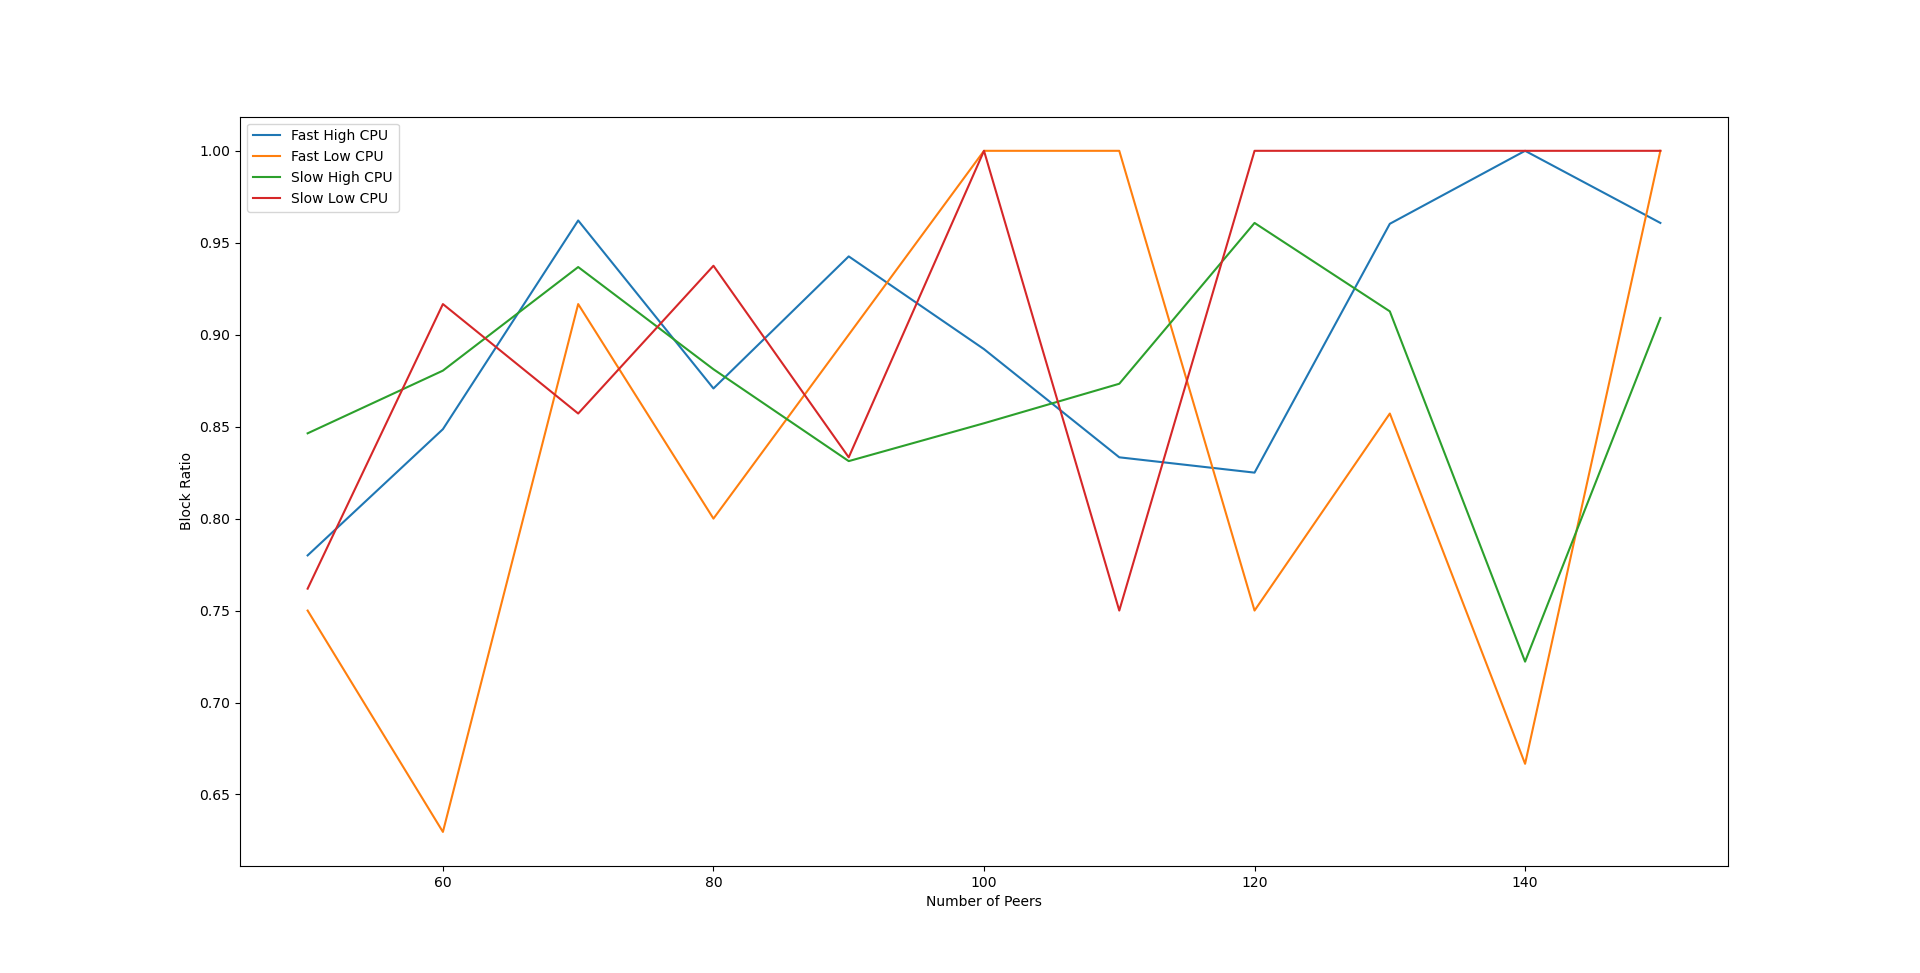 Fast High CPU
Fast Low CPU
Slow High CPU
Slow Low CPU
1.00
0.95
0.90
0.85
0.80
0.75
0.70
0.65
Block Ratio
60 80 100 120 140
Number of Peers